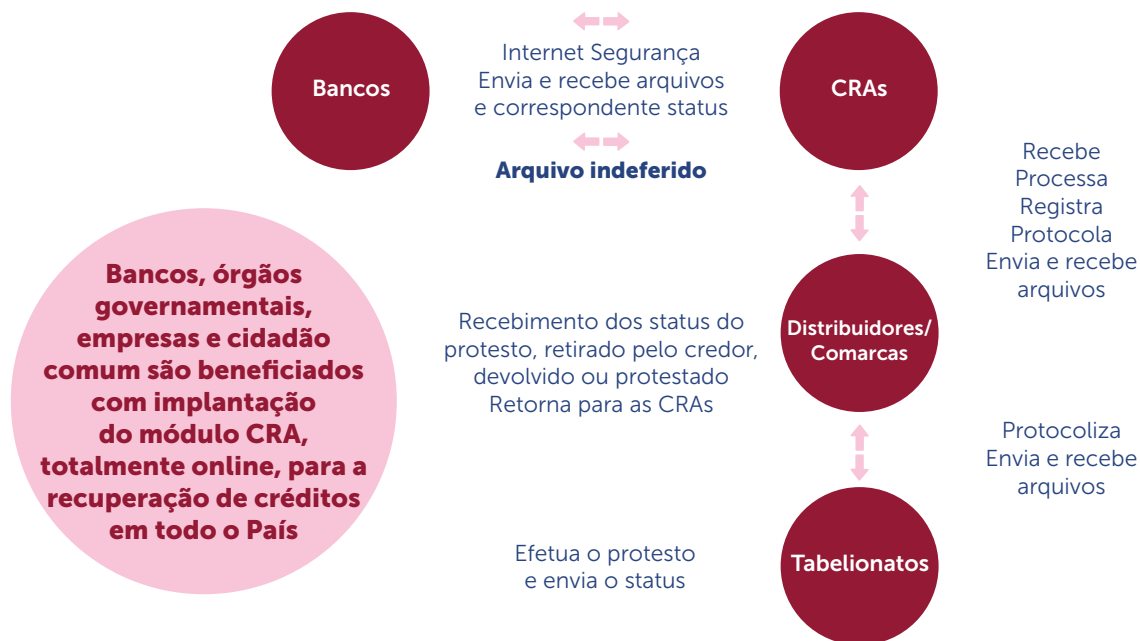 Bancos
Internet Segurança
Envia e recebe arquivos
e correspondente status
Arquivo indeferido
CRAs
Recebe
Processa
Registra
Protocola
Envia e recebe
arquivos
Bancos, órgãos
governamentais,
empresas e cidadão
comum são beneficiados
com implantação
do módulo CRA,
totalmente online, para a
recuperação de créditos
em todo o País
Recebimento dos status do
protesto, retirado pelo credor,
devolvido ou protestado
Retorna para as CRAs
Distribuidores/
Comarcas
Protocoliza
Envia e recebe
arquivos
Efetua o protesto
e envia o status
Tabelionatos